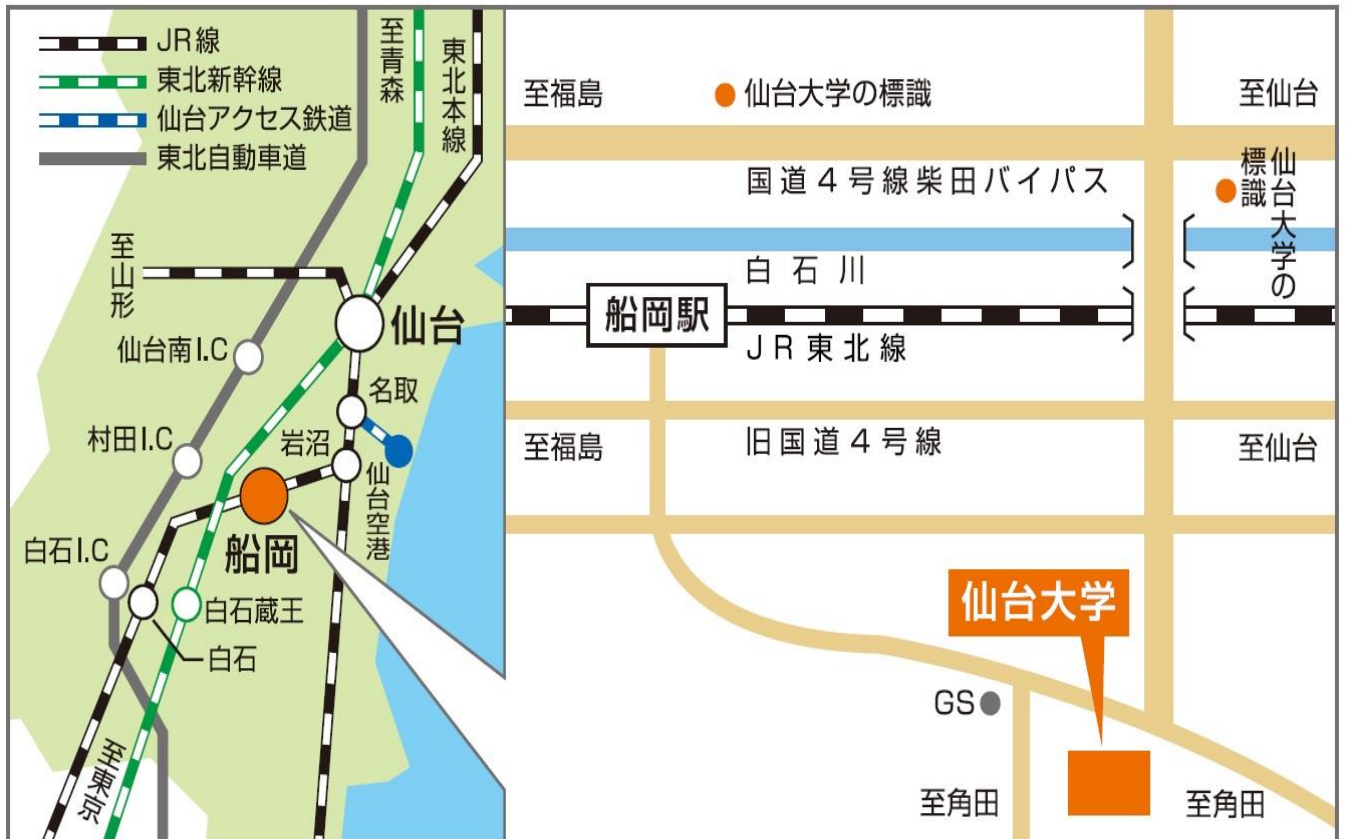 JR線
東北新幹線
仙台アクセス鉄道
東北自動車道
至青森
東北本線
至山形
仙台
仙台南I.C
名取
村田I.C
岩沼
仙台空港
船岡
白石I.C
白石蔵王
白石
至東京
至福島
仙台大学の標識
至仙台
国道4号線柴田バイパス
仙台大学の
標識
白石川
船岡駅
JR東北線
至福島
旧国道4号線
至仙台
仙台大学
GS
至角田
至角田